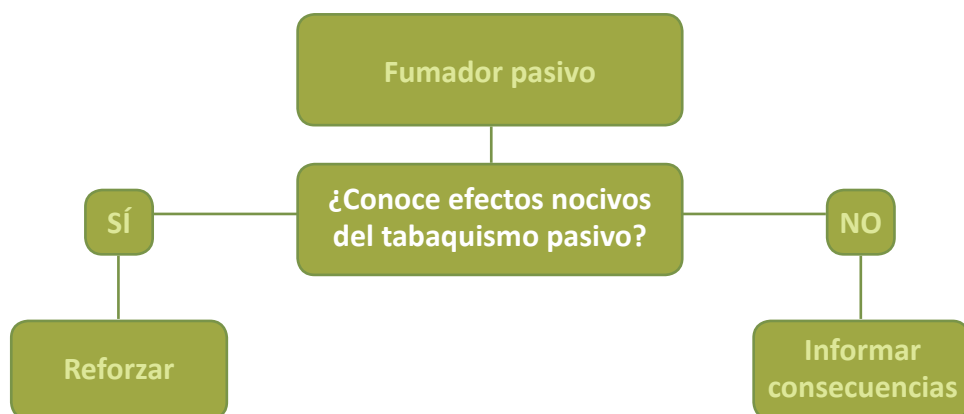 Fumador pasivo
¿Conoce efectos nocivos
del tabaquismo pasivo?
SÍ
NO
Reforzar
Informar
consecuencias